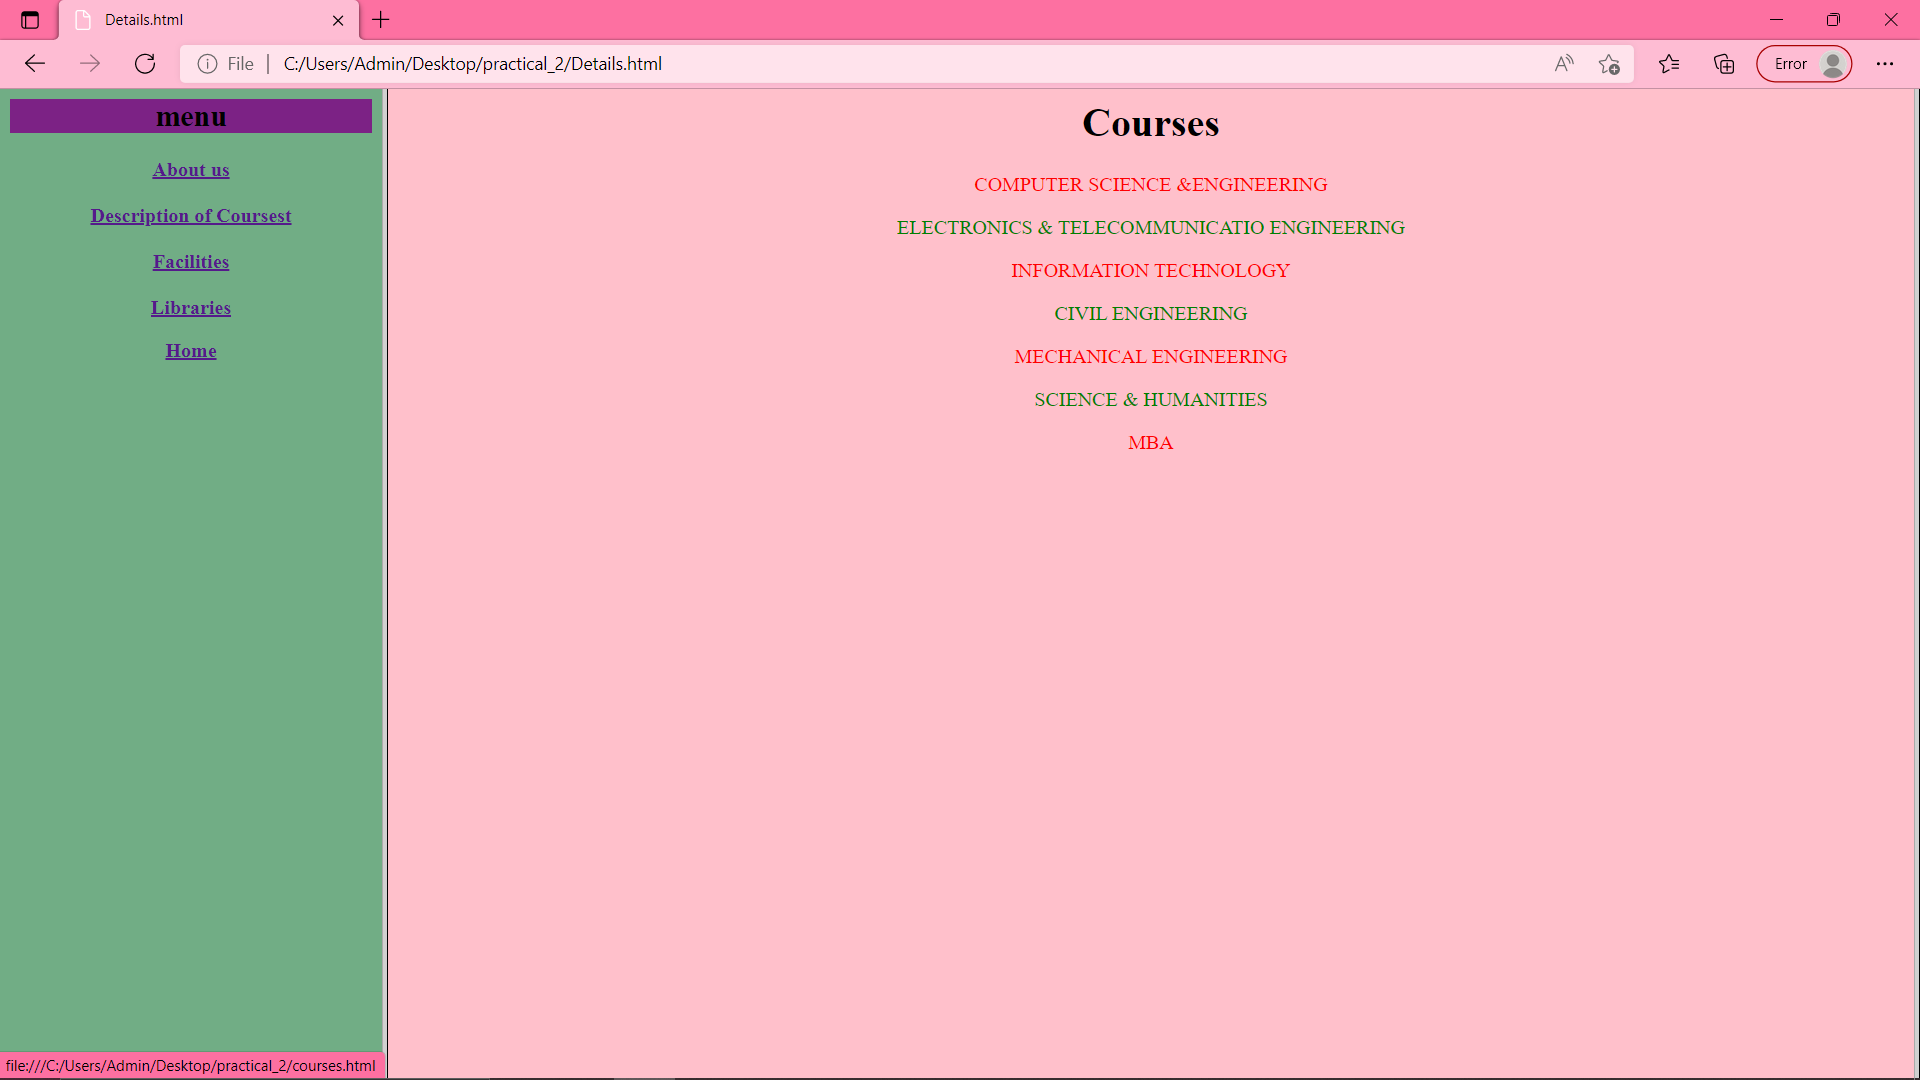 Details.html
File
C:/Users/Admin/Desktop/practical_2/Details.html
Error
menu
About us
Description of Coursest
Facilities
Libraries
Home
Courses
COMPUTER SCIENCE &ENGINEERING
ELECTRONICS & TELECOMMUNICATIO ENGINEERING
INFORMATION TECHNOLOGY
CIVIL ENGINEERING
MECHANICAL ENGINEERING
SCIENCE & HUMANITIES
MBA
file:///C:/Users/Admin/Desktop/practical_2/courses.html